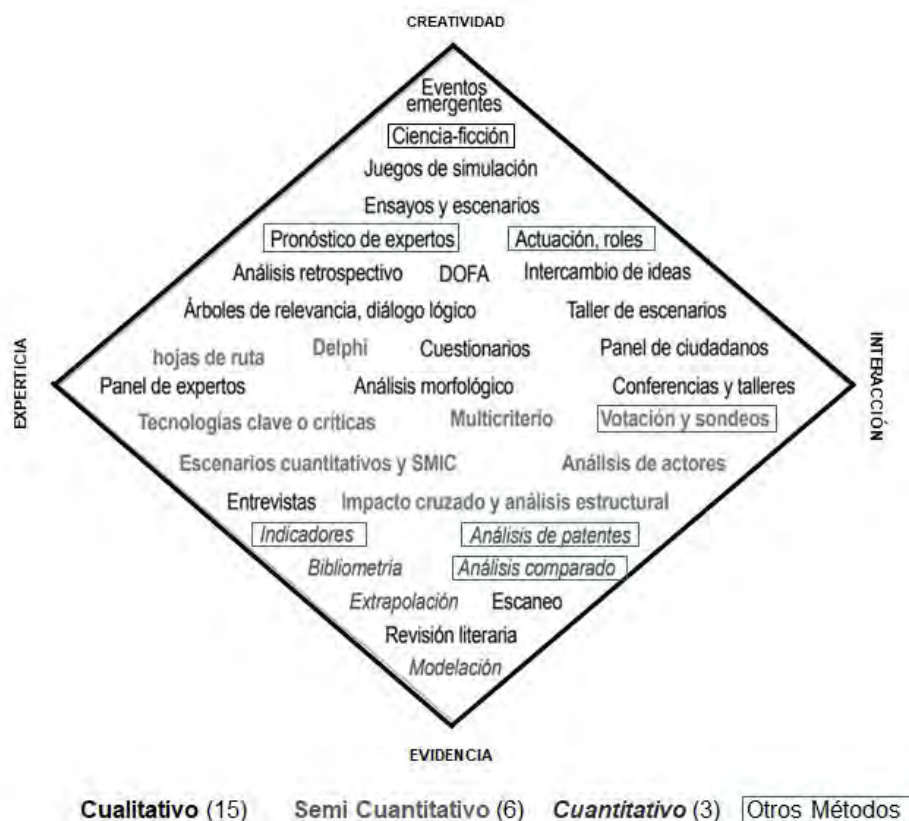 CREATIVIDAD
Eventos
emergentes
Ciencia-ficción
Juegos de simulación
Ensayos y escenarios
Pronóstico de expertos Actuación, roles
Análisis retrospectivo DOFA Intercambio de ideas
Árboles de relevancia, diálogo lógico Taller de escenarios
hojas de ruta Delphi Cuestionarios Panel de ciudadanos
EXPERTICIA
INTERACCIÓN
Panel de expertos Análisis morfológico Conferencias y talleres
Tecnologías clave o críticas Multicriterio Votación y sondeos
Escenarios cuantitativos y SMIC Análisis de actores
Entrevistas Impacto cruzado y análisis estructural
Indicadores Análisis de patentes
Bibliometría Análisis comparado
Extrapolación Escaneo
Revisión literaria
Modelación
EVIDENCIA
Cualitativo (15) Semi Cuantitativo (6) Cuantitativo (3) Otros Métodos